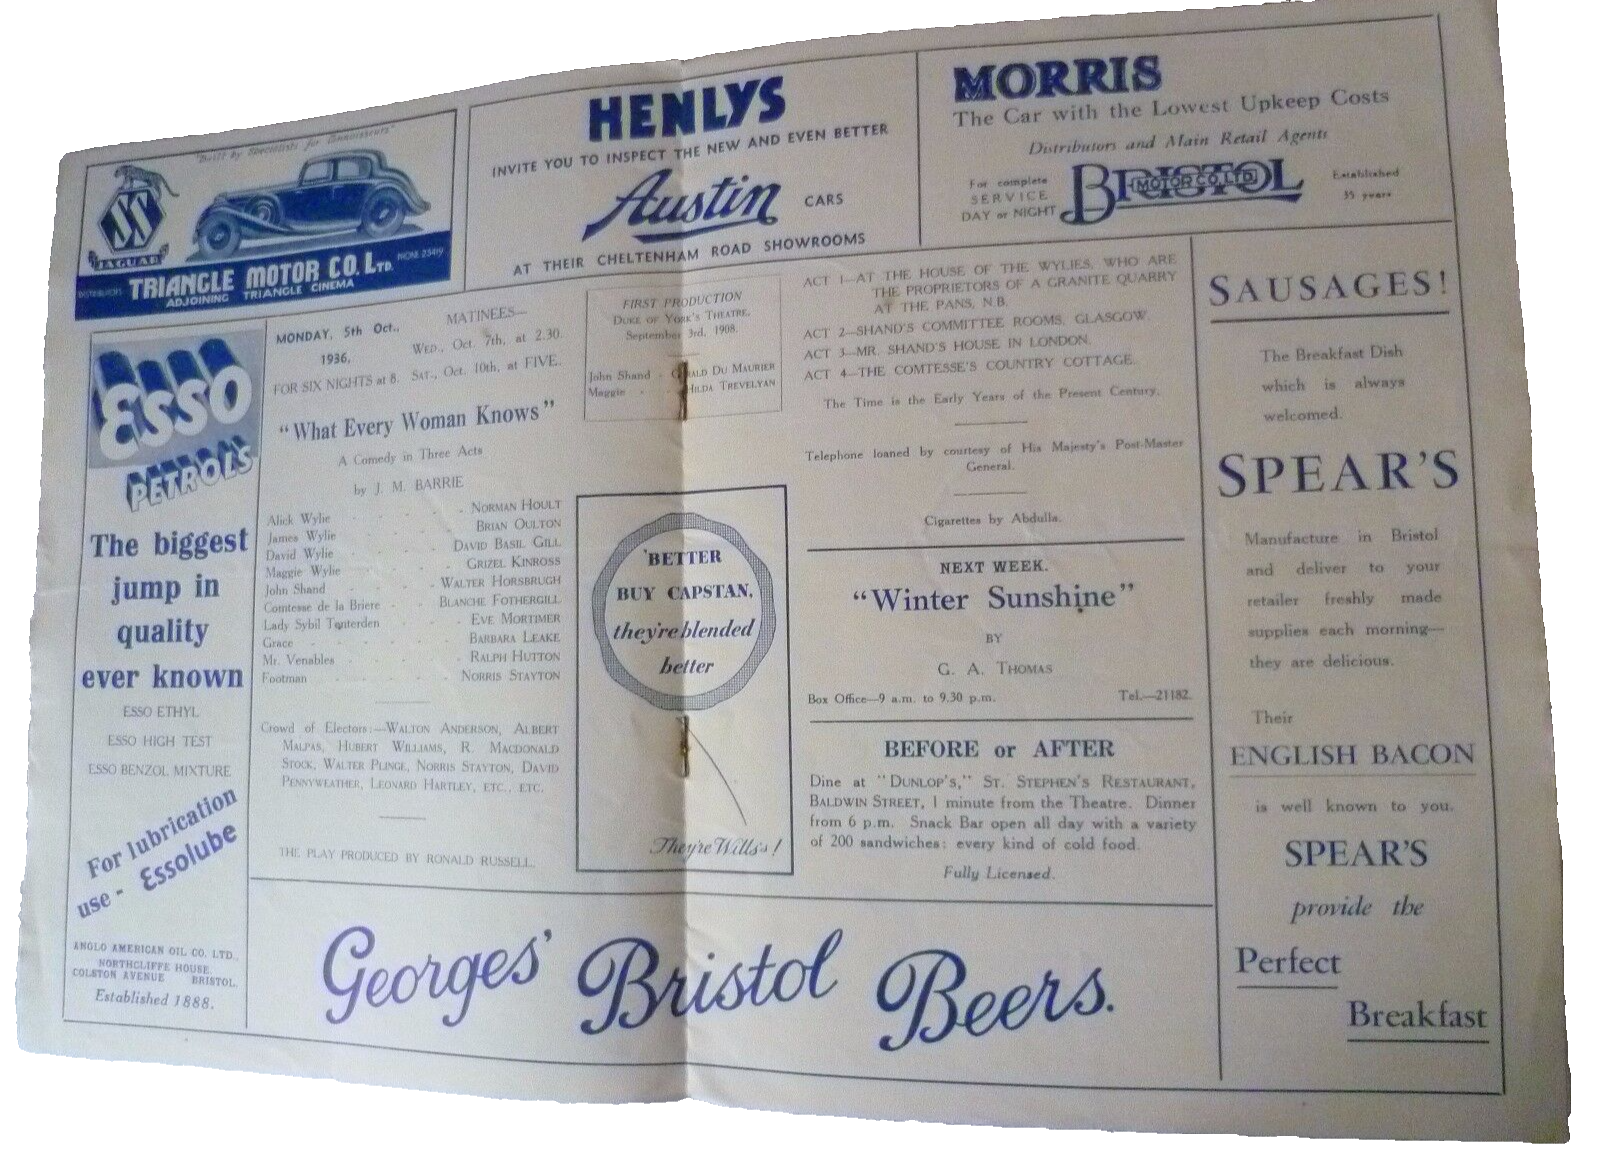 "Built by Specialists for Connoisseurs"
SS
JAGUAR
DISTRIBUTORS
TRIANGLE MOTOR CO. LTD.
PHONE 23419
ADJOINING TRIANGLE CINEMA
HENLYS
INVITE YOU TO INSPECT THE NEW AND EVEN BETTER
Austin CARS
AT THEIR CHELTENHAM ROAD SHOWROOMS
MORRIS
The Car with the Lowest Upkeep Costs
Distributors and Main Retail Agents
For complete
SERVICE
DAY or NIGHT
BRISTOL
MOTOR CO. LTD.
Established
35 years
ESSO
PETROLS
The biggest
jump in
quality
ever known
ESSO ETHYL
ESSO HIGH TEST
ESSO BENZOL MIXTURE
For lubrication
use - Essolube
ANGLO AMERICAN OIL CO. LTD.,
NORTHCLIFFE HOUSE,
COLSTON AVENUE BRISTOL.
Established 1888.
MONDAY, 5th Oct.,
1936,
FOR SIX NIGHTS at 8.
MATINEES—
WED., Oct. 7th, at 2.30.
SAT., Oct. 10th, at FIVE.
"What Every Woman Knows"
A Comedy in Three Acts
by J. M. BARRIE
Alick Wylie - - - NORMAN HOULT
James Wylie - - - BRIAN OULTON
David Wylie - - - DAVID BASIL GILL
Maggie Wylie - - - GRIZEL KINROSS
John Shand - - - WALTER HORSBRUGH
Comtesse de la Briere - - BLANCHE FOTHERGILL
Lady Sybil Tenterden - - - EVE MORTIMER
Grace - - - BARBARA LEAKE
Mr. Venables - - - RALPH HUTTON
Footman - - - NORRIS STAYTON
Crowd of Electors:—WALTON ANDERSON, ALBERT
MALPAS, HUBERT WILLIAMS, R. MACDONALD
STOCK, WALTER PLINGE, NORRIS STAYTON, DAVID
PENNYWEATHER, LEONARD HARTLEY, ETC., ETC.
THE PLAY PRODUCED BY RONALD RUSSELL.
FIRST PRODUCTION
DUKE OF YORK'S THEATRE,
September 3rd, 1908.
John Shand - GERALD DU MAURIER
Maggie - - HILDA TREVELYAN
'BETTER
BUY CAPSTAN,
they're blended
better
They're Wills's!
ACT 1—AT THE HOUSE OF THE WYLIES, WHO ARE
THE PROPRIETORS OF A GRANITE QUARRY
AT THE PANS, N.B.
ACT 2—SHAND'S COMMITTEE ROOMS, GLASGOW.
ACT 3—MR. SHAND'S HOUSE IN LONDON.
ACT 4—THE COMTESSE'S COUNTRY COTTAGE.
The Time is the Early Years of the Present Century.
Telephone loaned by courtesy of His Majesty's Post-Master
General.
Cigarettes by Abdulla.
NEXT WEEK.
"Winter Sunshine"
BY
G. A. THOMAS
Box Office—9 a.m. to 9.30 p.m. Tel.—21182.
BEFORE or AFTER
Dine at "DUNLOP'S," ST. STEPHEN'S RESTAURANT,
BALDWIN STREET, 1 minute from the Theatre. Dinner
from 6 p.m. Snack Bar open all day with a variety
of 200 sandwiches: every kind of cold food.
Fully Licensed.
SAUSAGES!
The Breakfast Dish
which is always
welcomed.
SPEAR'S
Manufacture in Bristol
and deliver to your
retailer freshly made
supplies each morning—
they are delicious.
Their
ENGLISH BACON
is well known to you.
SPEAR'S
provide the
Perfect
Breakfast
Georges' Bristol Beers.